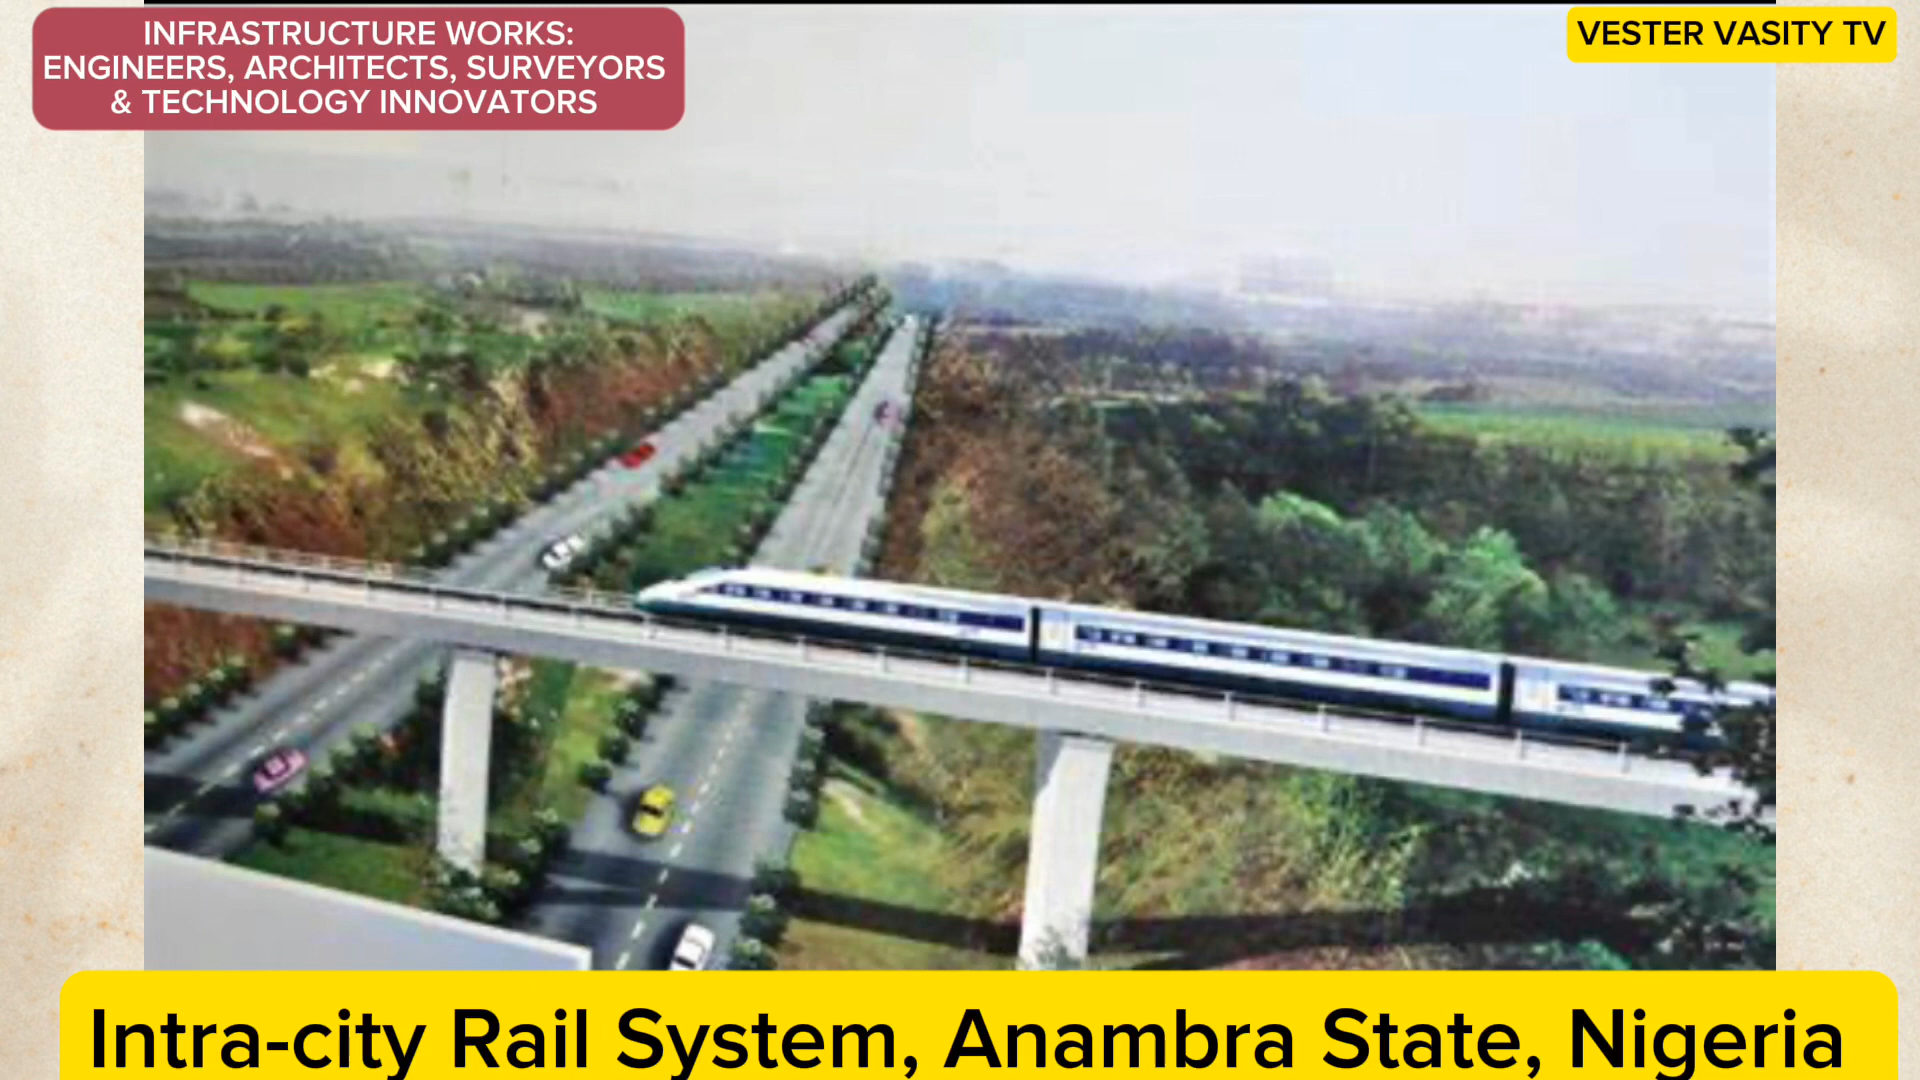 INFRASTRUCTURE WORKS:
ENGINEERS, ARCHITECTS, SURVEYORS
& TECHNOLOGY INNOVATORS
VESTER VASITY TV
Intra-city Rail System, Anambra State, Nigeria